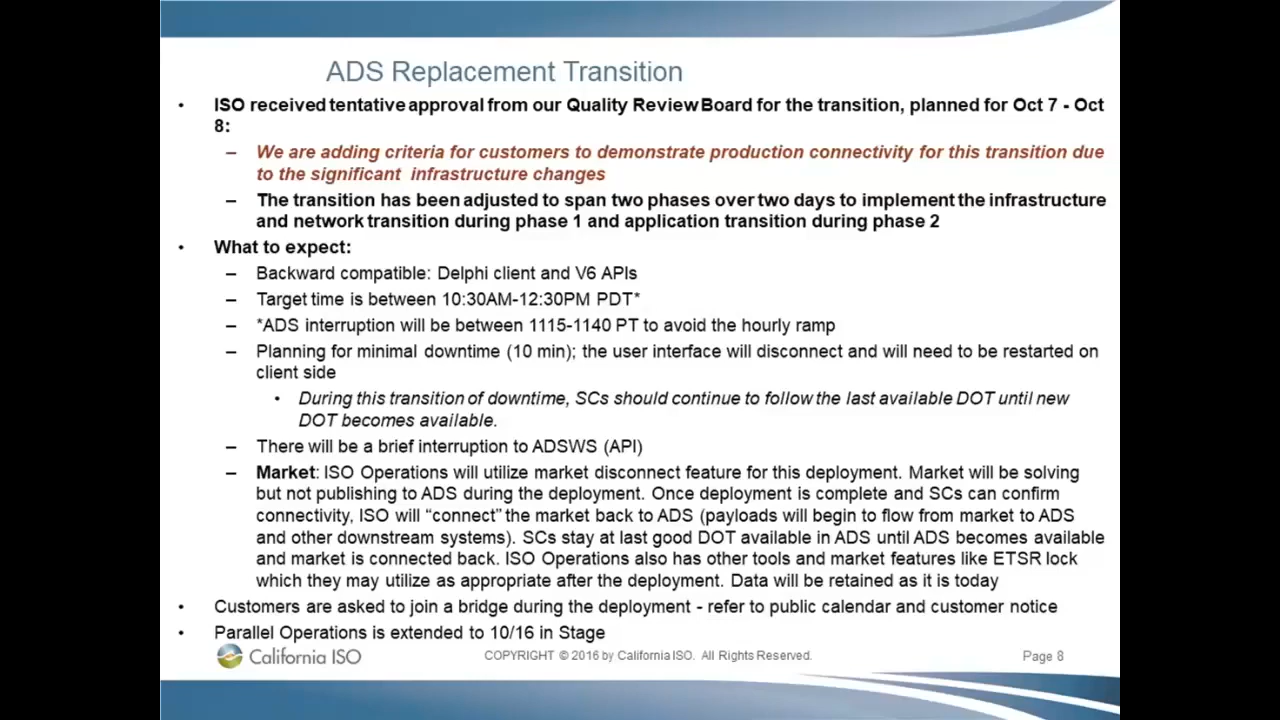 ADS Replacement Transition
• ISO received tentative approval from our Quality Review Board for the transition, planned for Oct 7 - Oct
8:
– We are adding criteria for customers to demonstrate production connectivity for this transition due
to the significant infrastructure changes
– The transition has been adjusted to span two phases over two days to implement the infrastructure
and network transition during phase 1 and application transition during phase 2
• What to expect:
– Backward compatible: Delphi client and V6 APIs
– Target time is between 10:30AM-12:30PM PDT*
– *ADS interruption will be between 1115-1140 PT to avoid the hourly ramp
– Planning for minimal downtime (10 min); the user interface will disconnect and will need to be restarted on
client side
• During this transition of downtime, SCs should continue to follow the last available DOT until new
DOT becomes available.
– There will be a brief interruption to ADSWS (API)
– Market: ISO Operations will utilize market disconnect feature for this deployment. Market will be solving
but not publishing to ADS during the deployment. Once deployment is complete and SCs can confirm
connectivity, ISO will “connect” the market back to ADS (payloads will begin to flow from market to ADS
and other downstream systems). SCs stay at last good DOT available in ADS until ADS becomes available
and market is connected back. ISO Operations also has other tools and market features like ETSR lock
which they may utilize as appropriate after the deployment. Data will be retained as it is today
• Customers are asked to join a bridge during the deployment - refer to public calendar and customer notice
• Parallel Operations is extended to 10/16 in Stage
California ISO
COPYRIGHT © 2016 by California ISO. All Rights Reserved.
Page 8